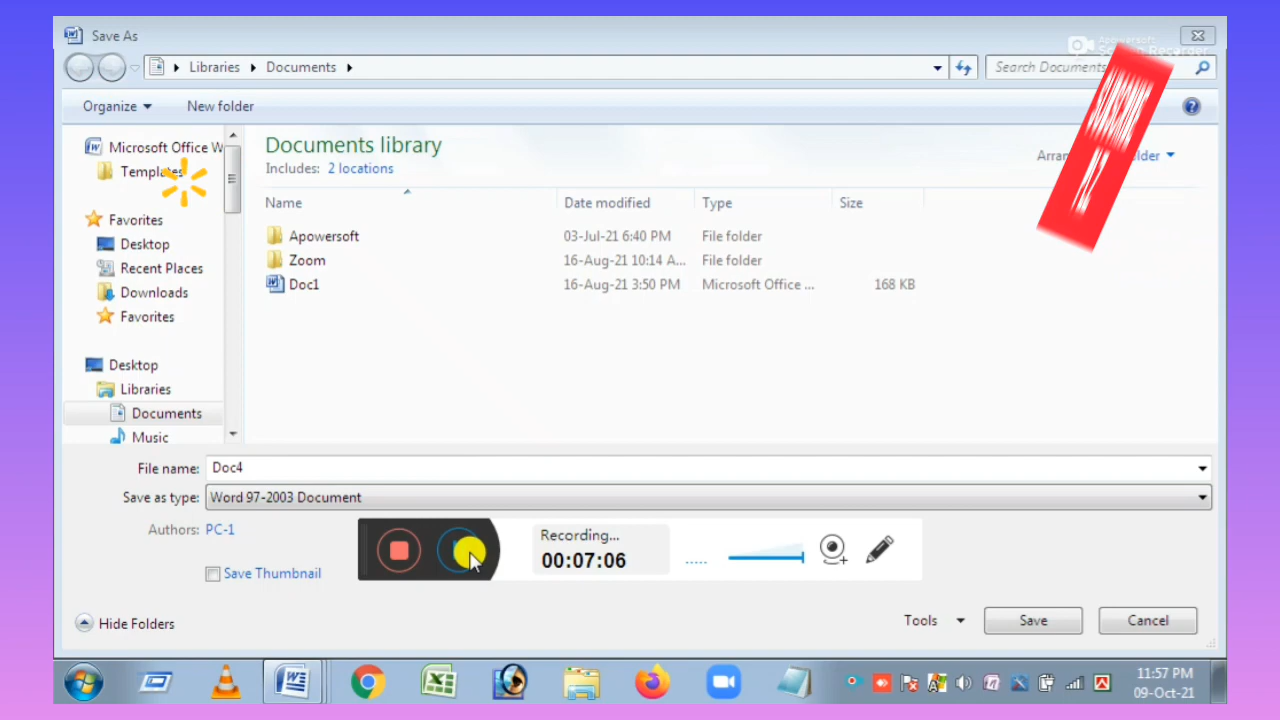 Save As
Apowersoft
Screen Recorder
Libraries Documents
Search Documents
Organize New folder
Microsoft Office W
Templates
Favorites
Desktop
Recent Places
Downloads
Favorites
Desktop
Libraries
Documents
Music
Documents library
Includes: 2 locations
Name Date modified Type Size
Apowersoft 03-Jul-21 6:40 PM File folder
Zoom 16-Aug-21 10:14 A... File folder
Doc1 16-Aug-21 3:50 PM Microsoft Office ... 168 KB
File name: Doc4
Save as type: Word 97-2003 Document
Authors: PC-1
Save Thumbnail
Recording...
00:07:06
Hide Folders
Tools Save Cancel
11:57 PM
09-Oct-21